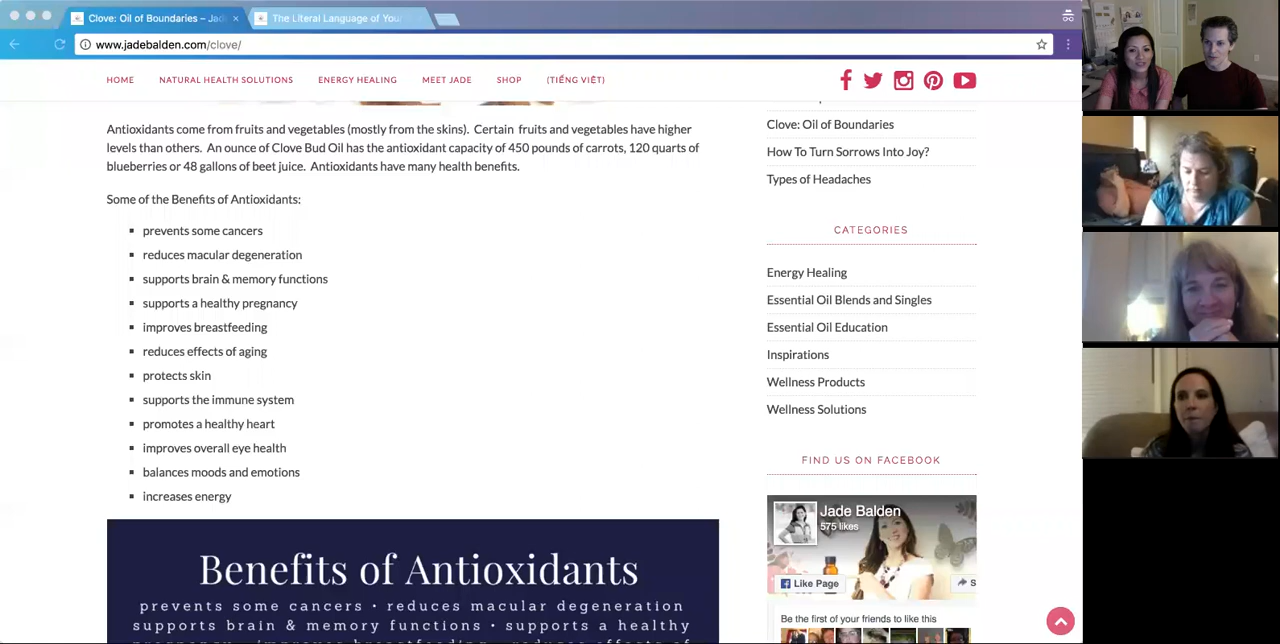 Clove: Oil of Boundaries – Jade
The Literal Language of You
www.jadebalden.com/clove/
HOME NATURAL HEALTH SOLUTIONS ENERGY HEALING MEET JADE SHOP (TIẾNG VIỆT)
Antioxidants come from fruits and vegetables (mostly from the skins). Certain fruits and vegetables have higher
levels than others. An ounce of Clove Bud Oil has the antioxidant capacity of 450 pounds of carrots, 120 quarts of
blueberries or 48 gallons of beet juice. Antioxidants have many health benefits.
Some of the Benefits of Antioxidants:
prevents some cancers
reduces macular degeneration
supports brain & memory functions
supports a healthy pregnancy
improves breastfeeding
reduces effects of aging
protects skin
supports the immune system
promotes a healthy heart
improves overall eye health
balances moods and emotions
increases energy
Benefits of Antioxidants
prevents some cancers • reduces macular degeneration
supports brain & memory functions • supports a healthy
Clove: Oil of Boundaries
How To Turn Sorrows Into Joy?
Types of Headaches
CATEGORIES
Energy Healing
Essential Oil Blends and Singles
Essential Oil Education
Inspirations
Wellness Products
Wellness Solutions
FIND US ON FACEBOOK
Jade Balden
575 likes
Like Page
S
Be the first of your friends to like this